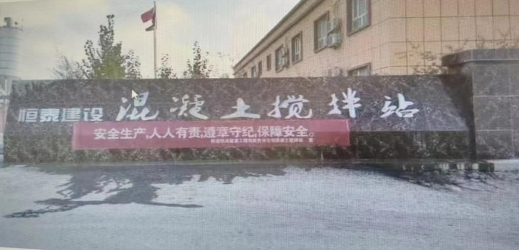 恒泰建设 混凝土搅拌站
安全生产,人人有责,遵章守纪,保障安全。